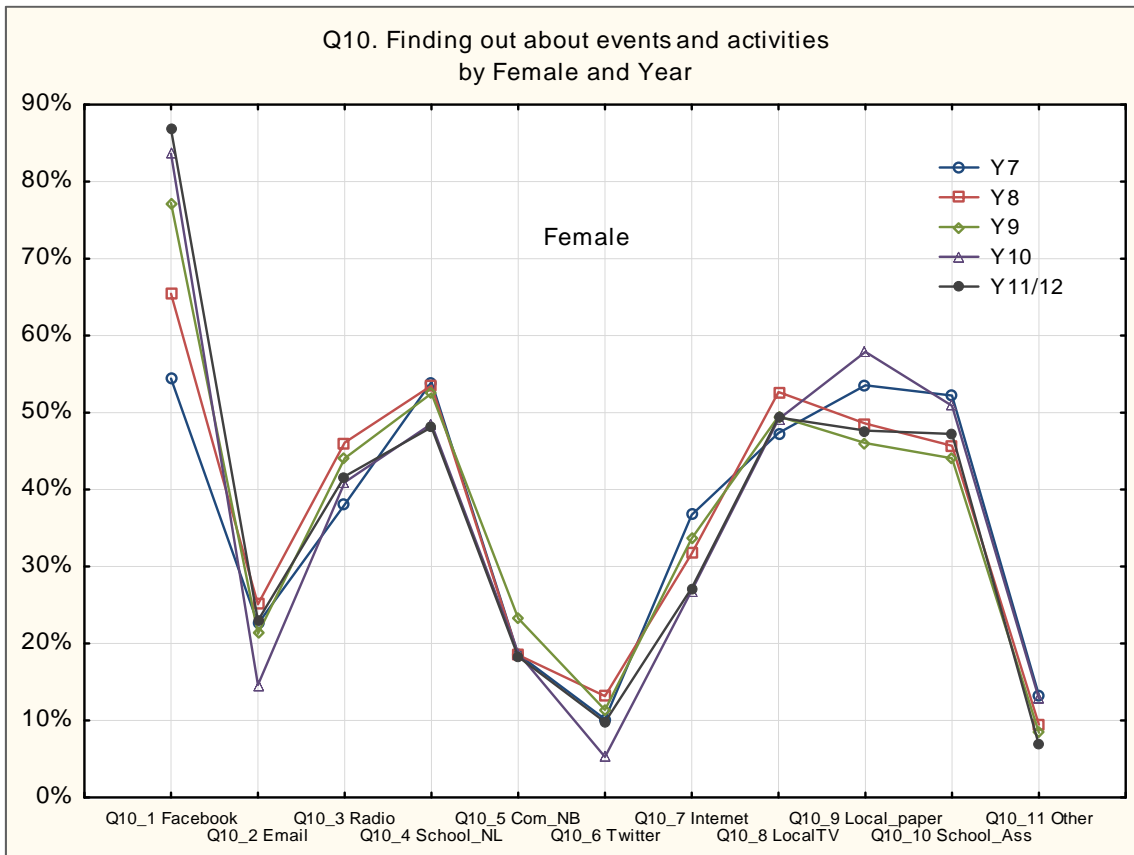 Q10. Finding out about events and activities
by Female and Year
90%
80%
70%
60%
50%
40%
30%
20%
10%
0%
Female
Y7
Y8
Y9
Y10
Y11/12
Q10_1 Facebook
Q10_2 Email
Q10_3 Radio
Q10_4 School_NL
Q10_5 Com_NB
Q10_6 Twitter
Q10_7 Internet
Q10_8 LocalTV
Q10_9 Local_paper
Q10_10 School_Ass
Q10_11 Other